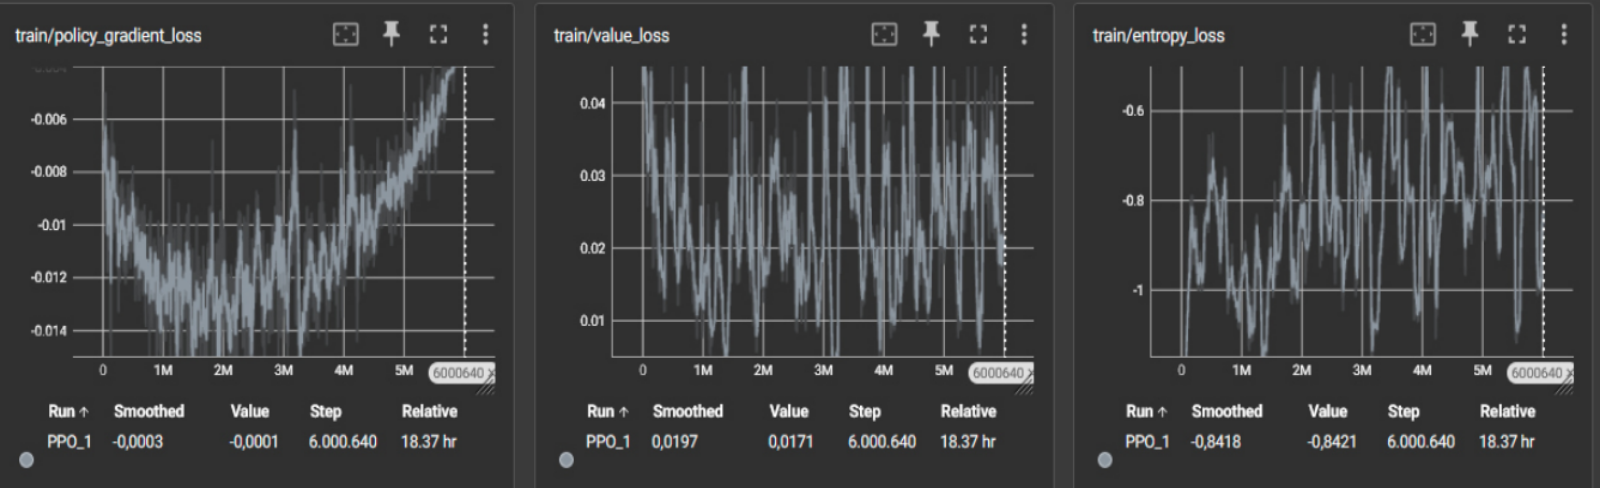 train/policy_gradient_loss
-0.004
-0.006
-0.008
-0.01
-0.012
-0.014
0 1M 2M 3M 4M 5M 6000640 x
Run ↑ Smoothed Value Step Relative
PPO_1 -0,0003 -0,0001 6.000.640 18.37 hr
train/value_loss
0.04
0.03
0.02
0.01
0 1M 2M 3M 4M 5M 6000640 x
Run ↑ Smoothed Value Step Relative
PPO_1 0,0197 0,0171 6.000.640 18.37 hr
train/entropy_loss
-0.6
-0.8
-1
0 1M 2M 3M 4M 5M 6000640 x
Run ↑ Smoothed Value Step Relative
PPO_1 -0,8418 -0,8421 6.000.640 18.37 hr